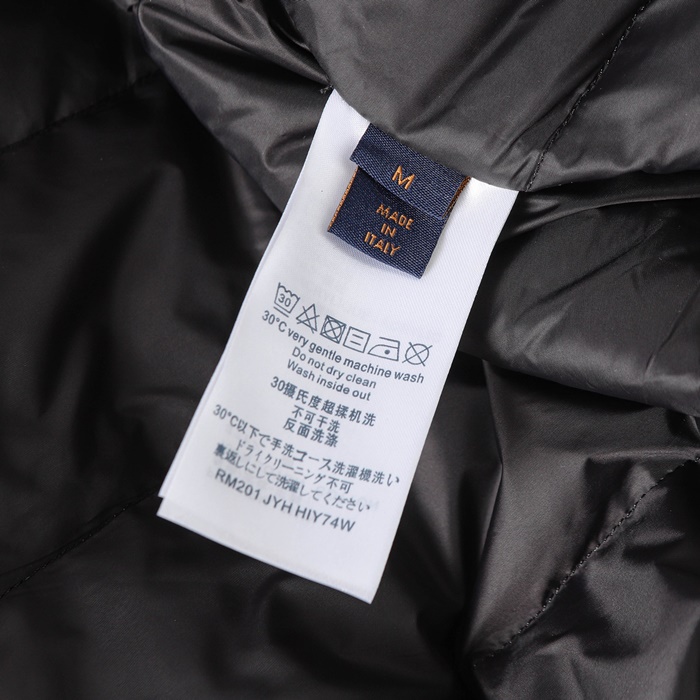 M
MADE
IN
ITALY
30
30°C very gentle machine wash
Do not dry clean
Wash inside out
30摄氏度超揉机洗
不可干洗
反面洗涤
30°C以下で手洗コース洗濯機洗い
ドライクリーニング不可
裏返しにして洗濯してください
RM201 JYH HIY74W